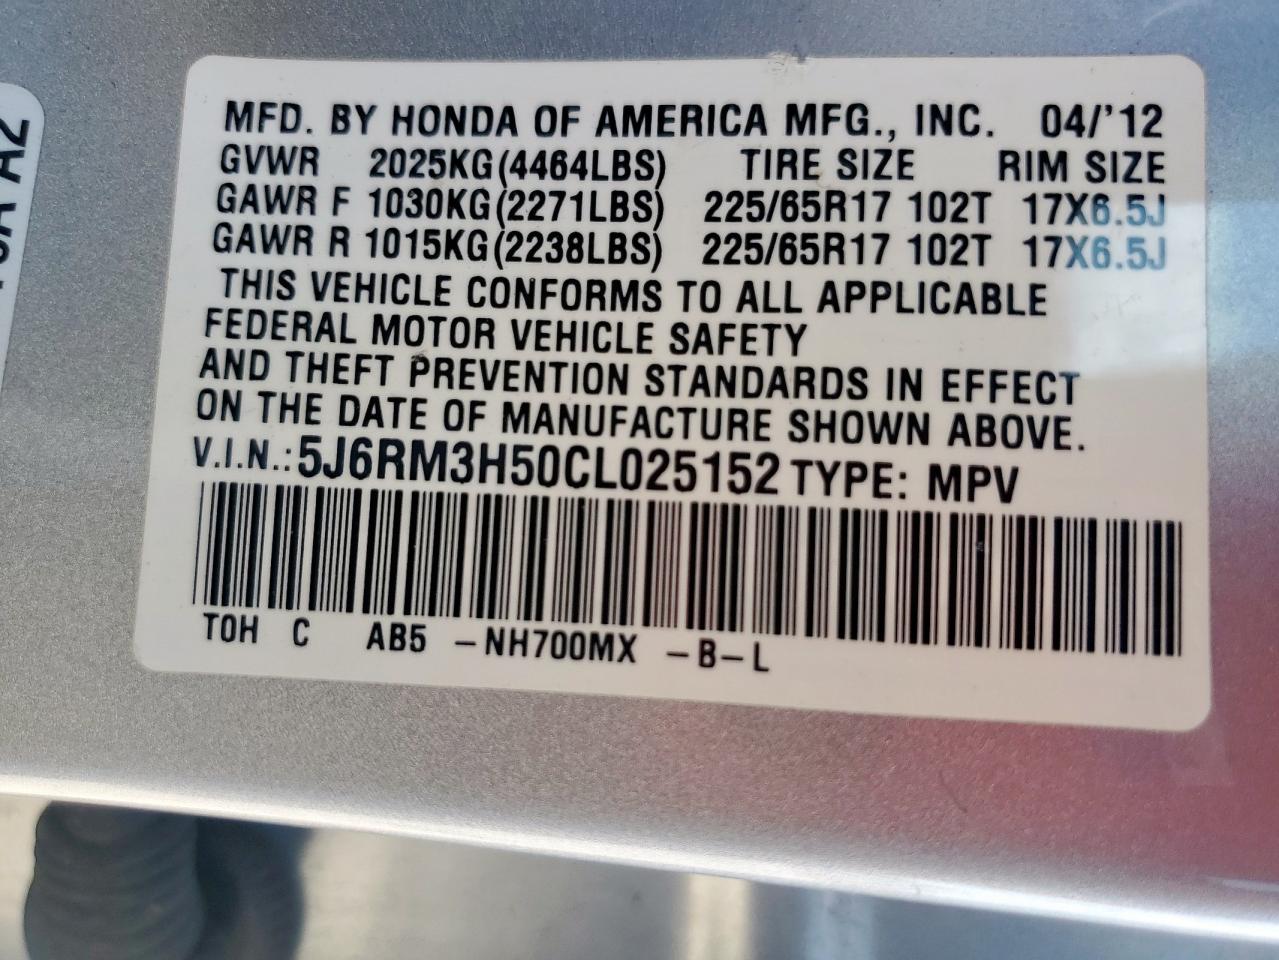 MFD. BY HONDA OF AMERICA MFG., INC. 04/'12
GVWR 2025KG(4464LBS) TIRE SIZE RIM SIZE
GAWR F 1030KG(2271LBS) 225/65R17 102T 17X6.5J
GAWR R 1015KG(2238LBS) 225/65R17 102T 17X6.5J
THIS VEHICLE CONFORMS TO ALL APPLICABLE
FEDERAL MOTOR VEHICLE SAFETY
AND THEFT PREVENTION STANDARDS IN EFFECT
ON THE DATE OF MANUFACTURE SHOWN ABOVE.
V.I.N.:5J6RM3H50CL025152 TYPE: MPV
TOH C AB5 -NH700MX -B-L
A2